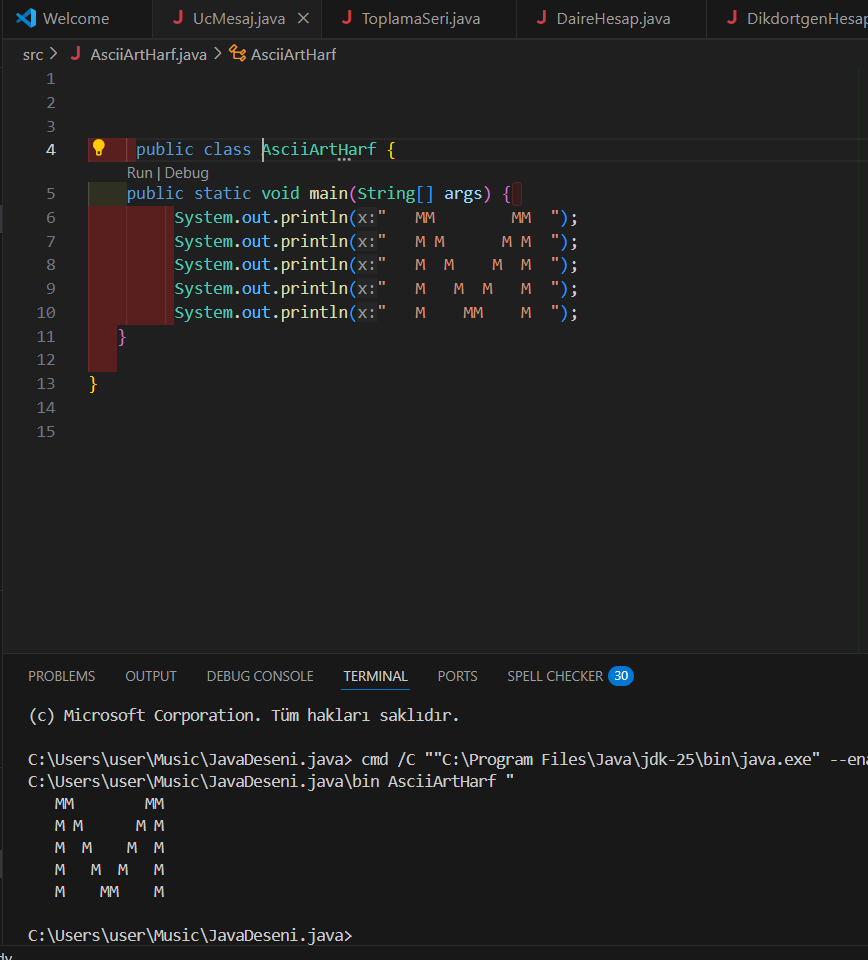 Welcome J UcMesaj.java × J ToplamaSeri.java J DaireHesap.java J DikdortgenHesap
src > J AsciiArtHarf.java > AsciiArtHarf
1
2
3
4 public class AsciiArtHarf {
Run | Debug
5 public static void main(String[] args) {
6 System.out.println(x:"   MM        MM  ");
7 System.out.println(x:"   M M      M M  ");
8 System.out.println(x:"   M  M    M  M  ");
9 System.out.println(x:"   M   M  M   M  ");
10 System.out.println(x:"   M    MM    M  ");
11 }
12
13 }
14
15
PROBLEMS OUTPUT DEBUG CONSOLE TERMINAL PORTS SPELL CHECKER 30
(c) Microsoft Corporation. Tüm hakları saklıdır.
C:\Users\user\Music\JavaDeseni.java> cmd /C ""C:\Program Files\Java\jdk-25\bin\java.exe" --ena
C:\Users\user\Music\JavaDeseni.java\bin AsciiArtHarf "
   MM        MM
   M M      M M
   M  M    M  M
   M   M  M   M
   M    MM    M
C:\Users\user\Music\JavaDeseni.java>